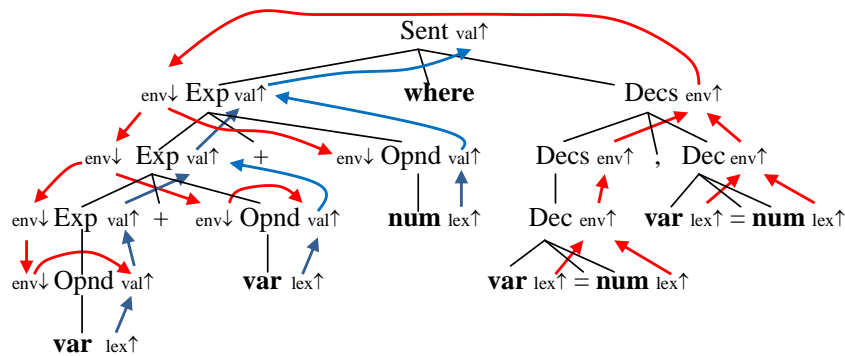 Sent val↑
env↓ Exp val↑ where Decs env↑
env↓ Exp val↑ + env↓ Opnd val↑ Decs env↑ , Dec env↑
env↓ Exp val↑ + env↓ Opnd val↑ num lex↑ Dec env↑ var lex↑ = num lex↑
env↓ Opnd val↑ var lex↑ var lex↑ = num lex↑
var lex↑